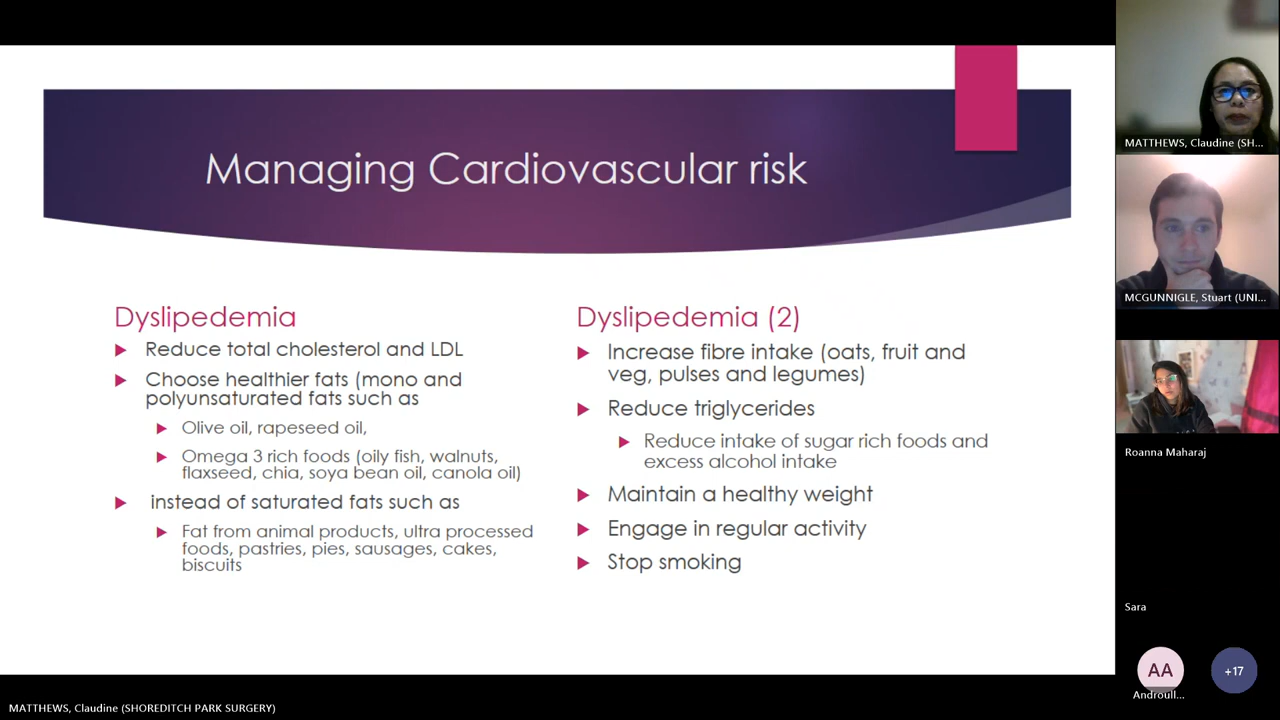 Managing Cardiovascular risk
Dyslipedemia
Reduce total cholesterol and LDL
Choose healthier fats (mono and
polyunsaturated fats such as
Olive oil, rapeseed oil,
Omega 3 rich foods (oily fish, walnuts,
flaxseed, chia, soya bean oil, canola oil)
instead of saturated fats such as
Fat from animal products, ultra processed
foods, pastries, pies, sausages, cakes,
biscuits
Dyslipedemia (2)
Increase fibre intake (oats, fruit and
veg, pulses and legumes)
Reduce triglycerides
Reduce intake of sugar rich foods and
excess alcohol intake
Maintain a healthy weight
Engage in regular activity
Stop smoking
MATTHEWS, Claudine (SH...
MCGUNNIGLE, Stuart (UNI...
Roanna Maharaj
Sara
AA
Androull...
+17
MATTHEWS, Claudine (SHOREDITCH PARK SURGERY)